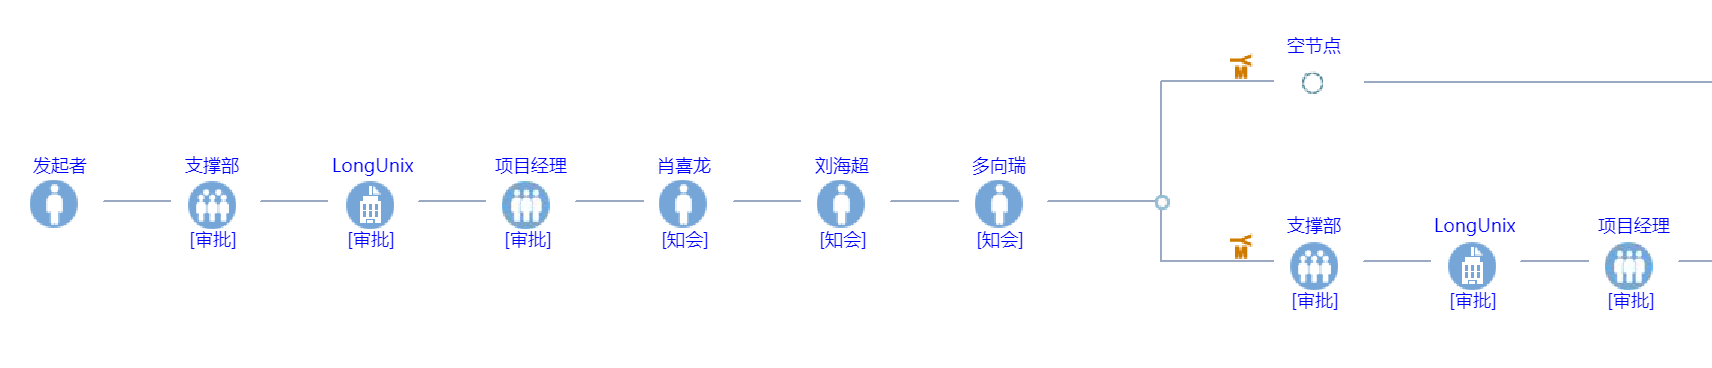 空节点
发起者
支撑部
LongUnix
项目经理
肖喜龙
刘海超
多向瑞
[审批]
[审批]
[审批]
[知会]
[知会]
[知会]
支撑部
LongUnix
项目经理
[审批]
[审批]
[审批]